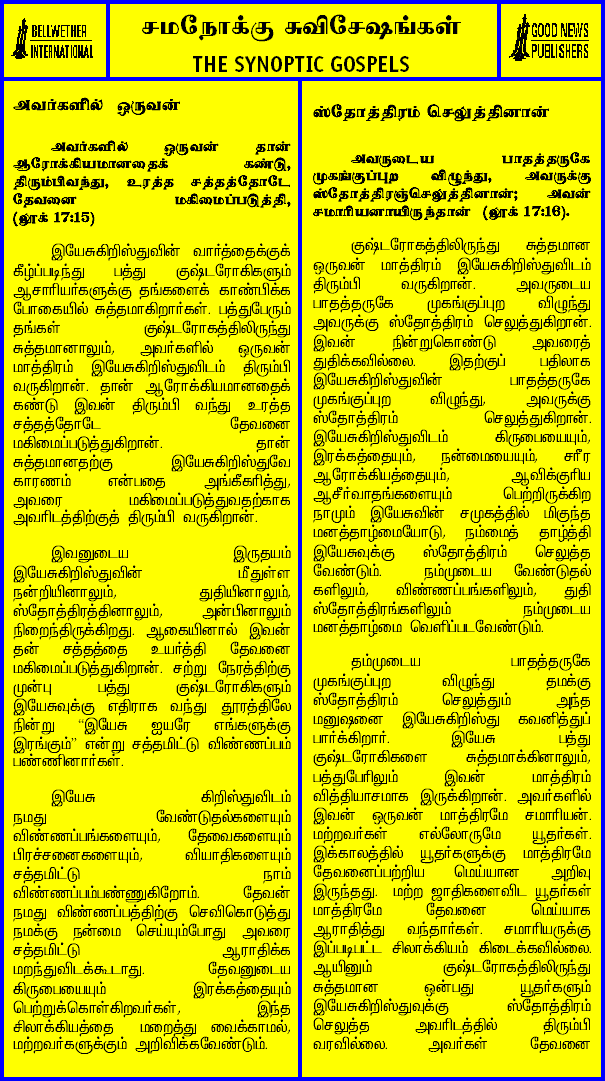 BELLWETHER
INTERNATIONAL
சமநோக்கு சுவிசேஷங்கள்
THE SYNOPTIC GOSPELS
GOOD NEWS
PUBLISHERS
அவர்களில் ஒருவன்
அவர்களில் ஒருவன் தான்
ஆரோக்கியமானதைக் கண்டு,
திரும்பிவந்து, உரத்த சத்தத்தோடே
தேவனை மகிமைப்படுத்தி,
(லூக் 17:15)
இயேசுகிறிஸ்துவின் வார்த்தைக்குக்
கீழ்ப்படிந்து பத்து குஷ்டரோகிகளும்
ஆசாரியர்களுக்கு தங்களைக் காண்பிக்க
போகையில் சுத்தமாகிறார்கள். பத்துபேரும்
தங்கள் குஷ்டரோகத்திலிருந்து
சுத்தமானாலும், அவர்களில் ஒருவன்
மாத்திரம் இயேசுகிறிஸ்துவிடம் திரும்பி
வருகிறான். தான் ஆரோக்கியமானதைக்
கண்டு இவன் திரும்பி வந்து உரத்த
சத்தத்தோடே தேவனை
மகிமைப்படுத்துகிறான். தான்
சுத்தமானதற்கு இயேசுகிறிஸ்துவே
காரணம் என்பதை அங்கீகரித்து,
அவரை மகிமைப்படுத்துவதற்காக
அவரிடத்திற்குத் திரும்பி வருகிறான்.
இவனுடைய இருதயம்
இயேசுகிறிஸ்துவின் மீதுள்ள
நன்றியினாலும், துதியினாலும்,
ஸ்தோத்திரத்தினாலும், அன்பினாலும்
நிறைந்திருக்கிறது. ஆகையினால் இவன்
தன் சத்தத்தை உயர்த்தி தேவனை
மகிமைப்படுத்துகிறான். சற்று நேரத்திற்கு
முன்பு பத்து குஷ்டரோகிகளும்
இயேசுவுக்கு எதிராக வந்து தூரத்திலே
நின்று “இயேசு ஐயரே எங்களுக்கு
இரங்கும்” என்று சத்தமிட்டு விண்ணப்பம்
பண்ணினார்கள்.
இயேசு கிறிஸ்துவிடம்
நமது வேண்டுதல்களையும்
விண்ணப்பங்களையும், தேவைகளையும்
பிரச்சனைகளையும், வியாதிகளையும்
சத்தமிட்டு நாம்
விண்ணப்பம்பண்ணுகிறோம். தேவன்
நமது விண்ணப்பத்திற்கு செவிகொடுத்து
நமக்கு நன்மை செய்யும்போது அவரை
சத்தமிட்டு ஆராதிக்க
மறந்துவிடக்கூடாது. தேவனுடைய
கிருபையையும் இரக்கத்தையும்
பெற்றுக்கொள்கிறவர்கள், இந்த
சிலாக்கியத்தை மறைத்து வைக்காமல்,
மற்றவர்களுக்கும் அறிவிக்கவேண்டும்.
ஸ்தோத்திரம் செலுத்தினான்
அவருடைய பாதத்தருகே
முகங்குப்புற விழுந்து, அவருக்கு
ஸ்தோத்திரஞ்செலுத்தினான்; அவன்
சமாரியனாயிருந்தான் (லூக் 17:16).
குஷ்டரோகத்திலிருந்து சுத்தமான
ஒருவன் மாத்திரம் இயேசுகிறிஸ்துவிடம்
திரும்பி வருகிறான். அவருடைய
பாதத்தருகே முகங்குப்புற விழுந்து
அவருக்கு ஸ்தோத்திரம் செலுத்துகிறான்.
இவன் நின்றுகொண்டு அவரைத்
துதிக்கவில்லை. இதற்குப் பதிலாக
இயேசுகிறிஸ்துவின் பாதத்தருகே
முகங்குப்புற விழுந்து, அவருக்கு
ஸ்தோத்திரம் செலுத்துகிறான்.
இயேசுகிறிஸ்துவிடம் கிருபையையும்,
இரக்கத்தையும், நன்மையையும், சரீர
ஆரோக்கியத்தையும், ஆவிக்குரிய
ஆசீர்வாதங்களையும் பெற்றிருக்கிற
நாமும் இயேசுவின் சமுகத்தில் மிகுந்த
மனத்தாழ்மையோடு, நம்மைத் தாழ்த்தி
இயேசுவுக்கு ஸ்தோத்திரம் செலுத்த
வேண்டும். நம்முடைய வேண்டுதல்
களிலும், விண்ணப்பங்களிலும், துதி
ஸ்தோத்திரங்களிலும் நம்முடைய
மனத்தாழ்மை வெளிப்படவேண்டும்.
தம்முடைய பாதத்தருகே
முகங்குப்புற விழுந்து தமக்கு
ஸ்தோத்திரம் செலுத்தும் அந்த
மனுஷனை இயேசுகிறிஸ்து கவனித்துப்
பார்க்கிறார். இயேசு பத்து
குஷ்டரோகிகளை சுத்தமாக்கினாலும்,
பத்துபேரிலும் இவன் மாத்திரம்
வித்தியாசமாக இருக்கிறான். அவர்களில்
இவன் ஒருவன் மாத்திரமே சமாரியன்.
மற்றவர்கள் எல்லோருமே யூதர்கள்.
இக்காலத்தில் யூதர்களுக்கு மாத்திரமே
தேவனைப்பற்றிய மெய்யான அறிவு
இருந்தது. மற்ற ஜாதிகளைவிட யூதர்கள்
மாத்திரமே தேவனை மெய்யாக
ஆராதித்து வந்தார்கள். சமாரியருக்கு
இப்படிபட்ட சிலாக்கியம் கிடைக்கவில்லை.
ஆயினும் குஷ்டரோகத்திலிருந்து
சுத்தமான ஒன்பது யூதர்களும்
இயேசுகிறிஸ்துவுக்கு ஸ்தோத்திரம்
செலுத்த அவரிடத்தில் திரும்பி
வரவில்லை. அவர்கள் தேவனை